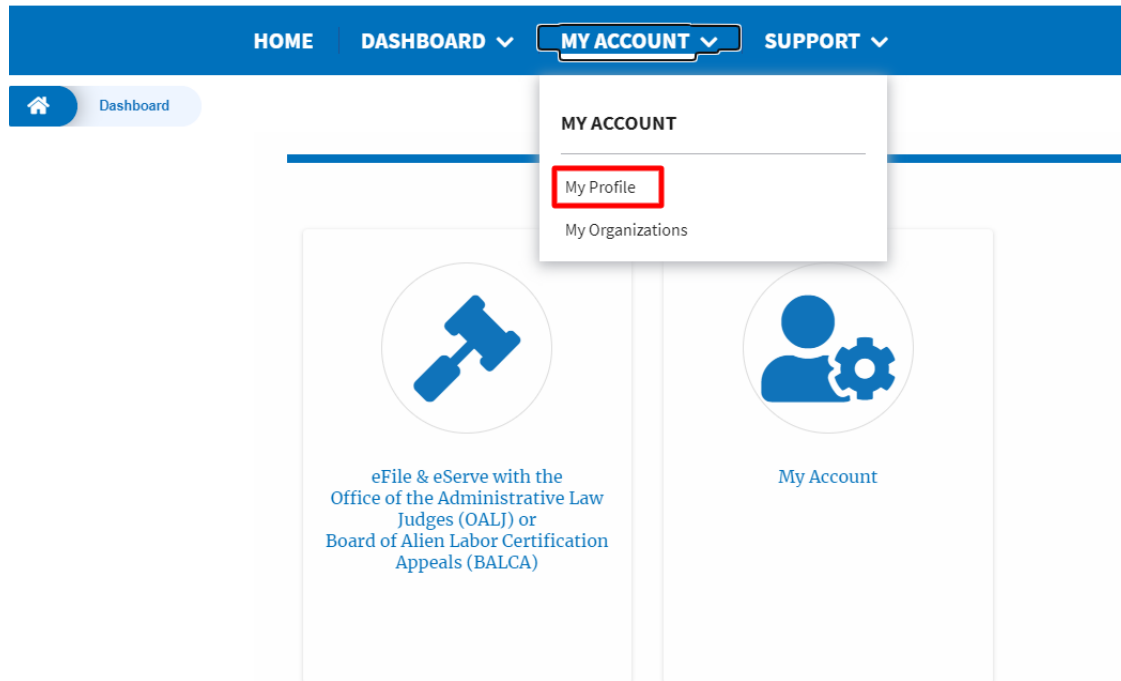 HOME DASHBOARD MY ACCOUNT SUPPORT
Dashboard
MY ACCOUNT
My Profile
My Organizations
eFile & eServe with the
Office of the Administrative Law
Judges (OALJ) or
Board of Alien Labor Certification
Appeals (BALCA)
My Account